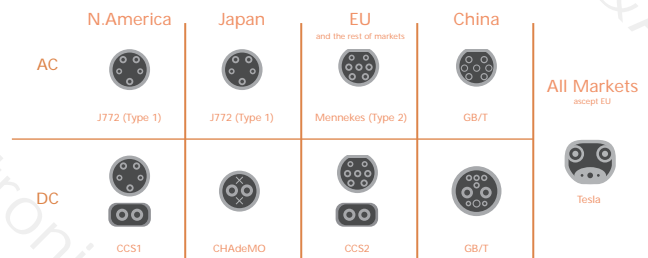 N.America
Japan
EU
and the rest of markets
China
AC
J772 (Type 1)
J772 (Type 1)
Mennekes (Type 2)
GB/T
All Markets
ascept EU
Tesla
DC
CCS1
CHAdeMO
CCS2
GB/T